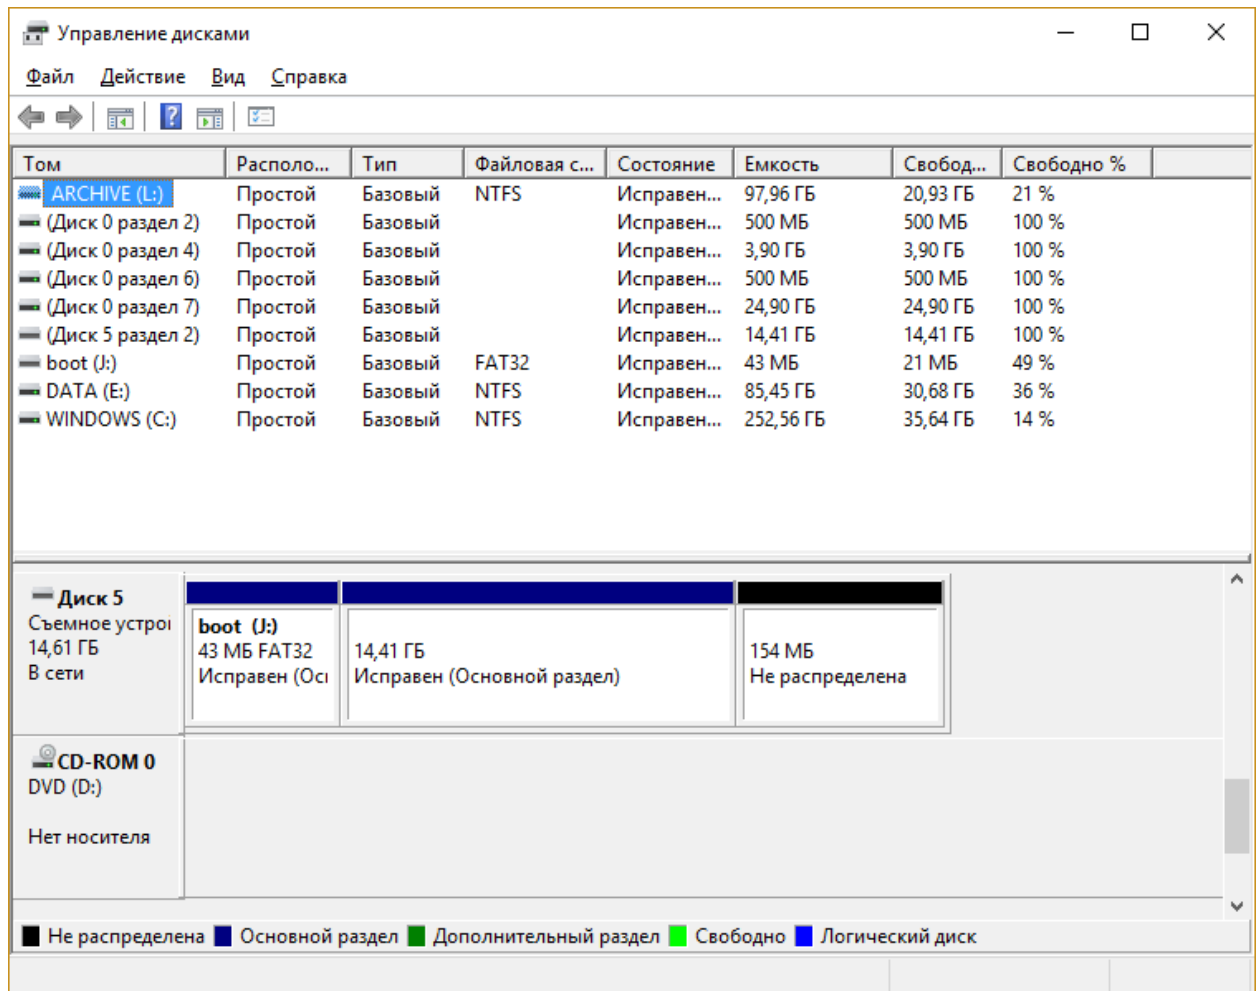 Управление дисками
Файл Действие Вид Справка
Том Располо... Тип Файловая с... Состояние Емкость Свобод... Свободно %
ARCHIVE (L:) Простой Базовый NTFS Исправен... 97,96 ГБ 20,93 ГБ 21 %
(Диск 0 раздел 2) Простой Базовый Исправен... 500 МБ 500 МБ 100 %
(Диск 0 раздел 4) Простой Базовый Исправен... 3,90 ГБ 3,90 ГБ 100 %
(Диск 0 раздел 6) Простой Базовый Исправен... 500 МБ 500 МБ 100 %
(Диск 0 раздел 7) Простой Базовый Исправен... 24,90 ГБ 24,90 ГБ 100 %
(Диск 5 раздел 2) Простой Базовый Исправен... 14,41 ГБ 14,41 ГБ 100 %
boot (J:) Простой Базовый FAT32 Исправен... 43 МБ 21 МБ 49 %
DATA (E:) Простой Базовый NTFS Исправен... 85,45 ГБ 30,68 ГБ 36 %
WINDOWS (C:) Простой Базовый NTFS Исправен... 252,56 ГБ 35,64 ГБ 14 %
Диск 5
Съемное устрої
14,61 ГБ
В сети
boot (J:)
43 МБ FAT32
Исправен (Осі
14,41 ГБ
Исправен (Основной раздел)
154 МБ
Не распределена
CD-ROM 0
DVD (D:)
Нет носителя
Не распределена Основной раздел Дополнительный раздел Свободно Логический диск